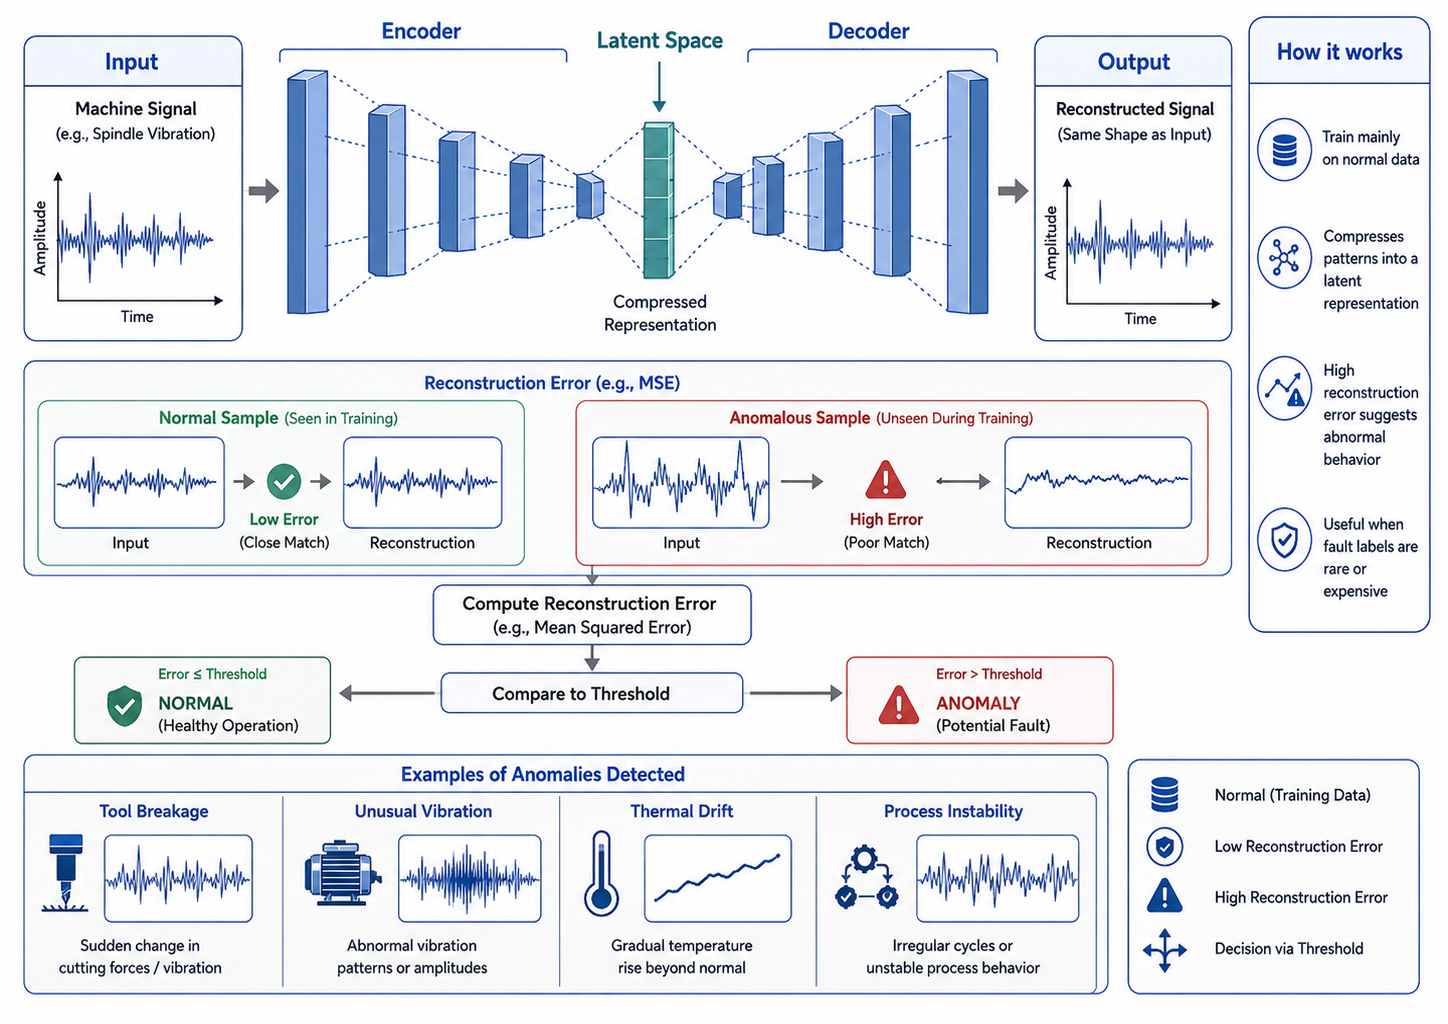 Input
Machine Signal
(e.g., Spindle Vibration)
Amplitude
Time
Encoder
Latent Space
Compressed
Representation
Decoder
Output
Reconstructed Signal
(Same Shape as Input)
Amplitude
Time
How it works
Train mainly
on normal data
Compresses
patterns into a
latent
representation
High
reconstruction
error suggests
abnormal
behavior
Useful when
fault labels are
rare or
expensive
Reconstruction Error (e.g., MSE)
Normal Sample (Seen in Training)
Input
Low Error
(Close Match)
Reconstruction
Anomalous Sample (Unseen During Training)
Input
High Error
(Poor Match)
Reconstruction
Compute Reconstruction Error
(e.g., Mean Squared Error)
Compare to Threshold
Error ≤ Threshold
NORMAL
(Healthy Operation)
Error > Threshold
ANOMALY
(Potential Fault)
Examples of Anomalies Detected
Tool Breakage
Sudden change in
cutting forces / vibration
Unusual Vibration
Abnormal vibration
patterns or amplitudes
Thermal Drift
Gradual temperature
rise beyond normal
Process Instability
Irregular cycles or
unstable process behavior
Normal (Training Data)
Low Reconstruction Error
High Reconstruction Error
Decision via Threshold